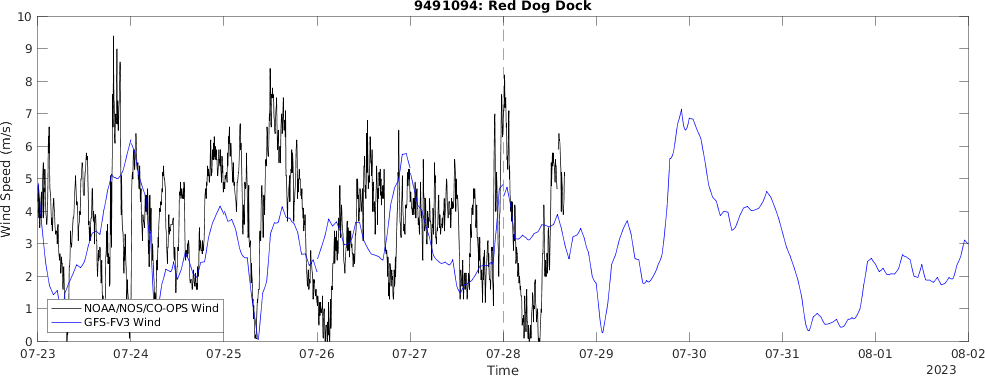 9491094: Red Dog Dock
Wind Speed (m/s)
10
9
8
7
6
5
4
3
2
1
0
NOAA/NOS/CO-OPS Wind
GFS-FV3 Wind
07-23 07-24 07-25 07-26 07-27 07-28 07-29 07-30 07-31 08-01 08-02
Time
2023